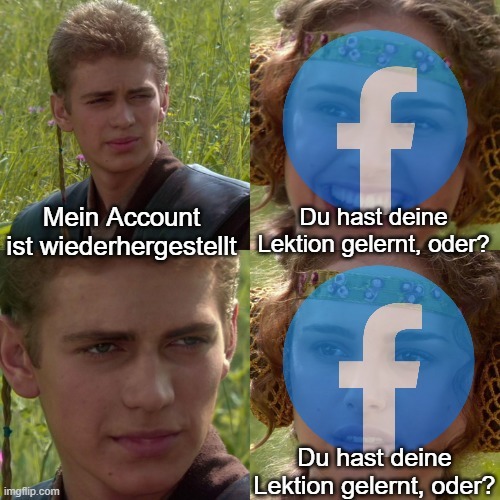 Mein Account
ist wiederhergestellt
Du hast deine
Lektion gelernt, oder?
Du hast deine
Lektion gelernt, oder?
imgflip.com